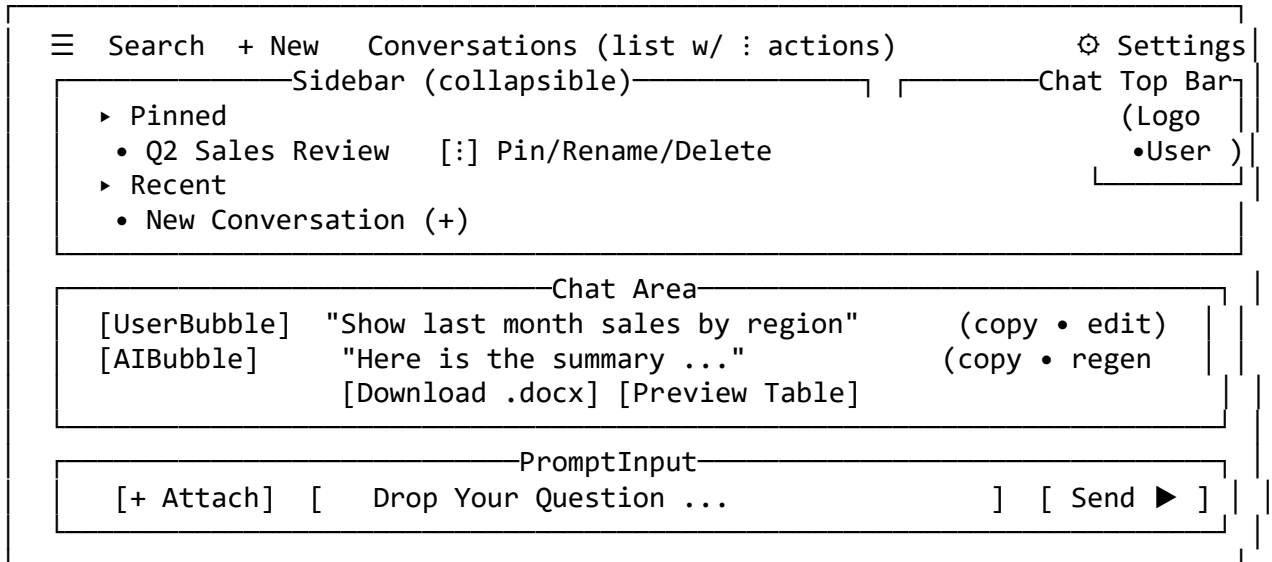 ☰ Search + New Conversations (list w/ ⋮ actions) ⚙ Settings
Sidebar (collapsible) Chat Top Bar
▸ Pinned (Logo
• Q2 Sales Review [⋮] Pin/Rename/Delete •User )
▸ Recent
• New Conversation (+)
Chat Area
[UserBubble] "Show last month sales by region" (copy • edit)
[AIBubble] "Here is the summary ..." (copy • regen
[Download .docx] [Preview Table]
PromptInput
[+ Attach] [ Drop Your Question ... ] [ Send ▶ ]